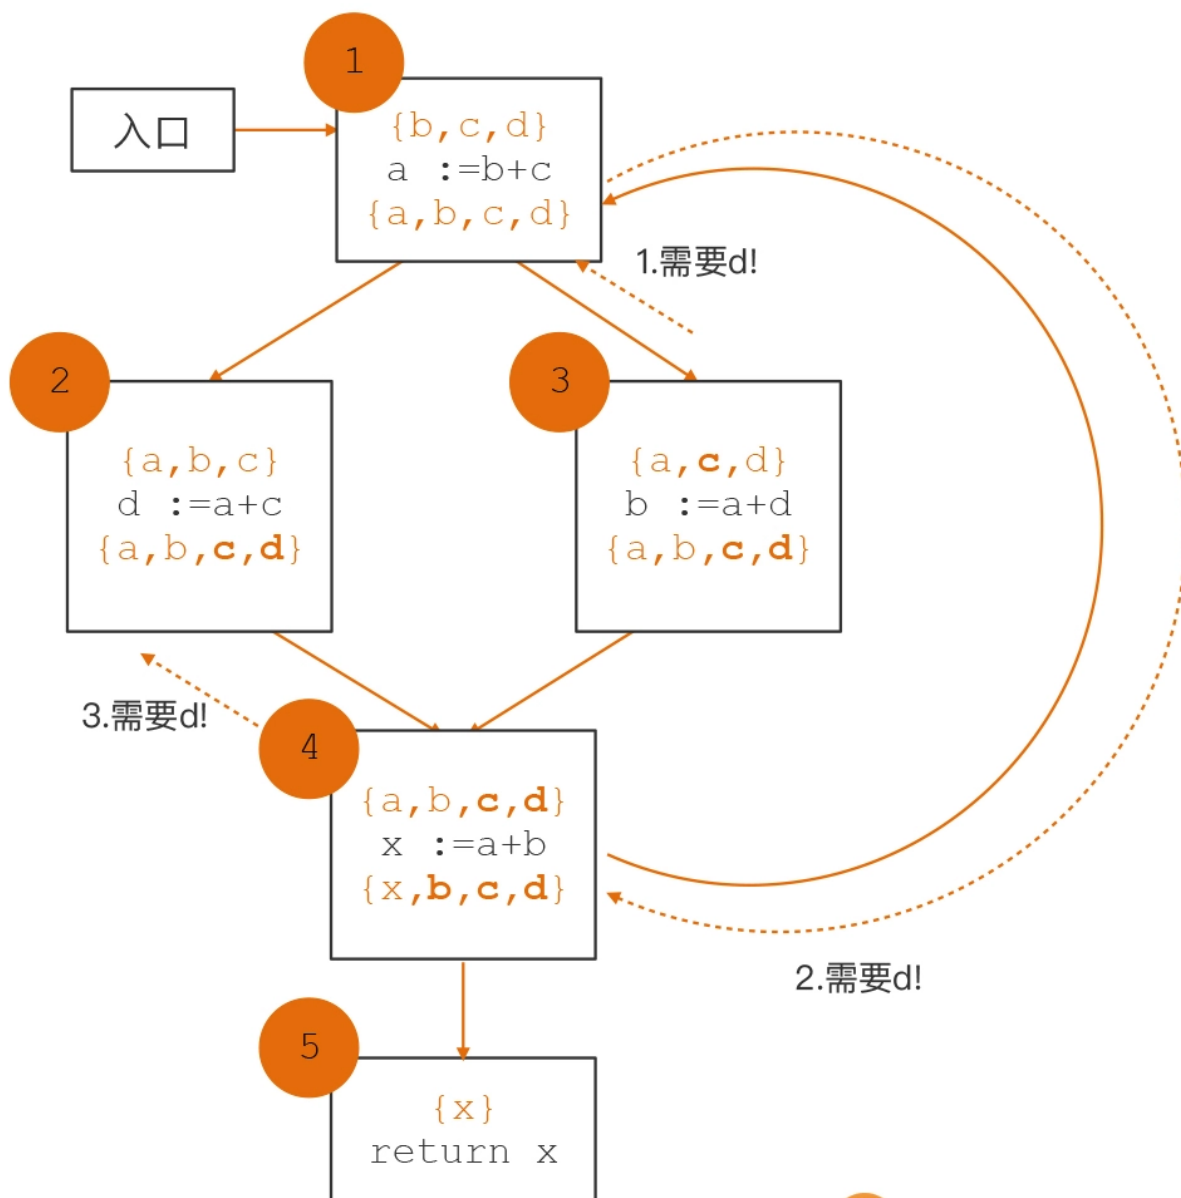 1
入口
{b,c,d}
a :=b+c
{a,b,c,d}
1.需要d!
2
{a,b,c}
d :=a+c
{a,b,c,d}
3
{a,c,d}
b :=a+d
{a,b,c,d}
3.需要d!
4
{a,b,c,d}
x :=a+b
{x,b,c,d}
2.需要d!
5
{x}
return x